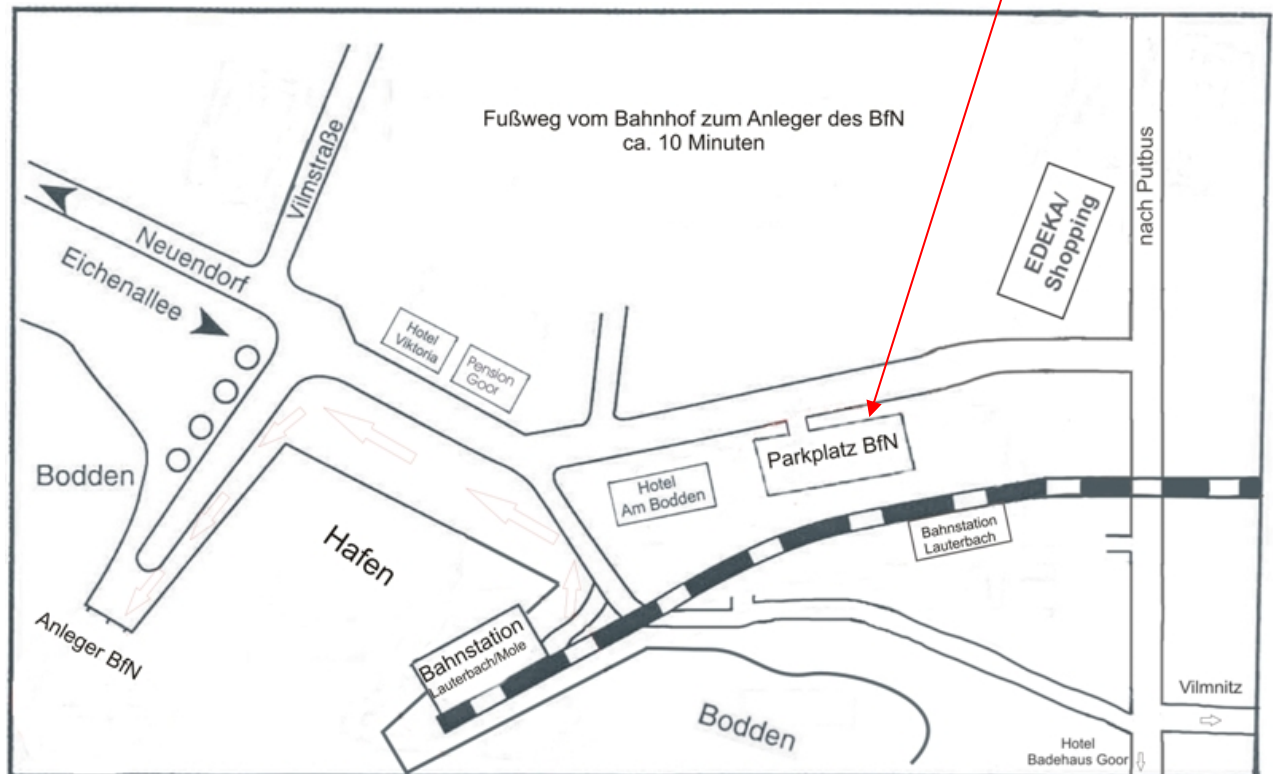 Fußweg vom Bahnhof zum Anleger des BfN
ca. 10 Minuten
Vilmstraße
nach Putbus
EDEKA/
Shopping
Neuendorf
Eichenallee
Hotel
Viktoria
Pension
Goor
Parkplatz BfN
Hotel
Am Bodden
Bodden
Hafen
Bahnstation
Lauterbach
Anleger BfN
Bahnstation
Lauterbach/Mole
Bodden
Vilmnitz
Hotel
Badehaus Goor